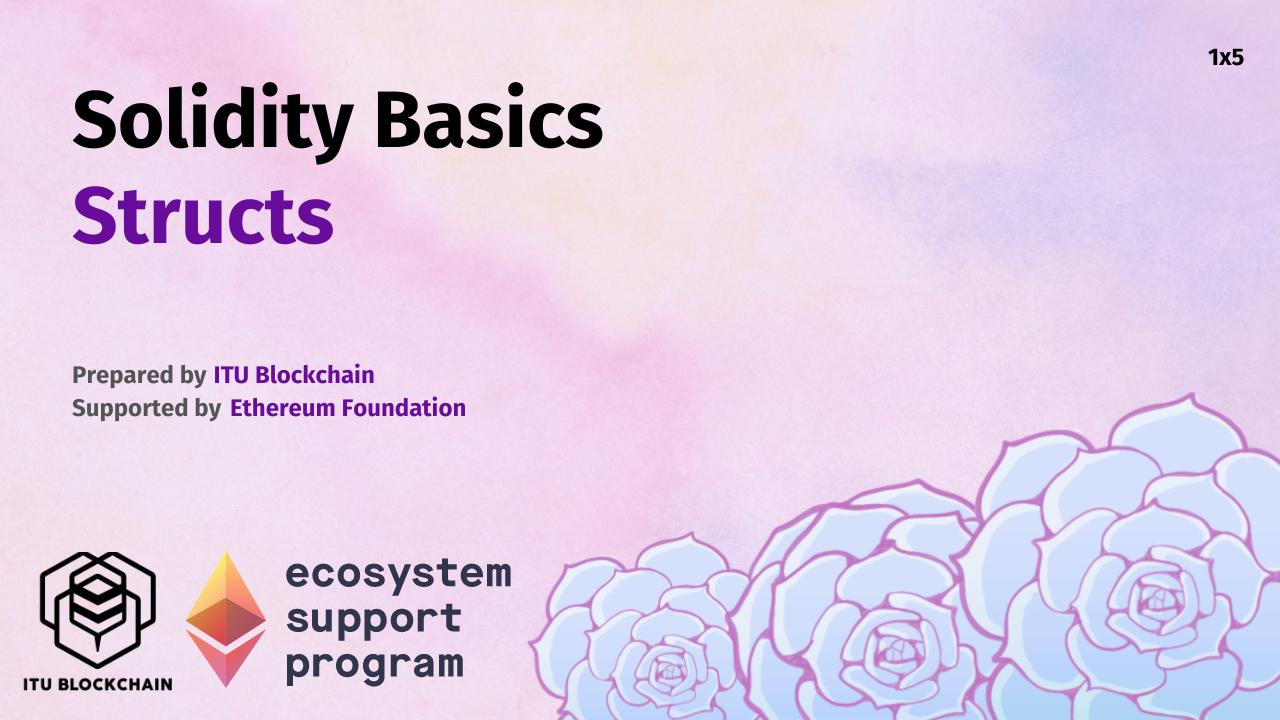 1x5
Solidity Basics
Structs
Prepared by ITU Blockchain
Supported by Ethereum Foundation
ITU BLOCKCHAIN
ecosystem
support
program